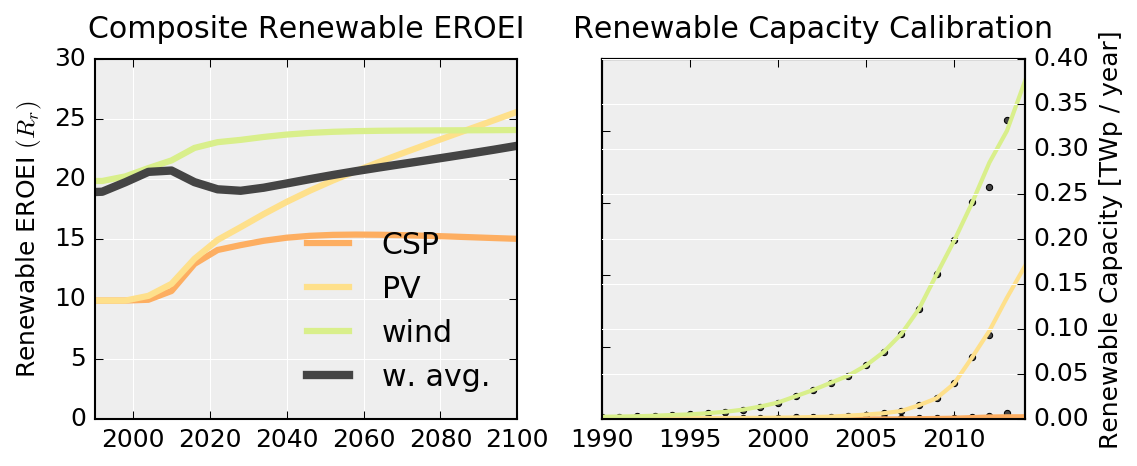 Composite Renewable EROEI
Renewable EROEI (R_r)
30
25
20
15
10
5
0
2000 2020 2040 2060 2080 2100
CSP
PV
wind
w. avg.
Renewable Capacity Calibration
0.40
0.35
0.30
0.25
0.20
0.15
0.10
0.05
0.00
1990 1995 2000 2005 2010
Renewable Capacity [TWp / year]